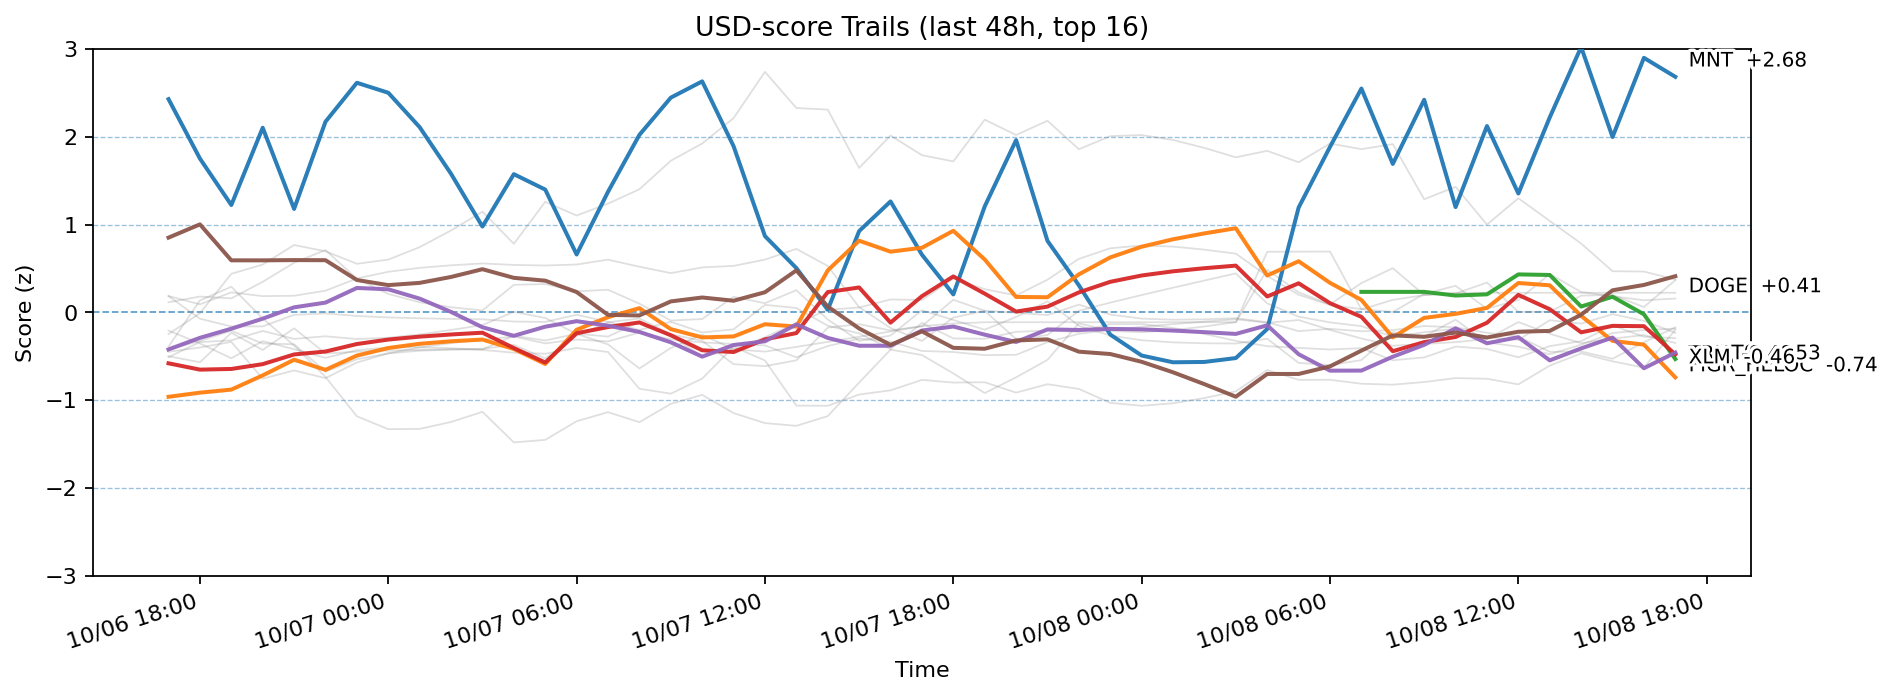 USD-score Trails (last 48h, top 16)
Score (z)
3
2
1
0
−1
−2
−3
MNT +2.68
DOGE +0.41
XLM -0.46
-0.74
10/06 18:00
10/07 00:00
10/07 06:00
10/07 12:00
10/07 18:00
10/08 00:00
10/08 06:00
10/08 12:00
10/08 18:00
Time